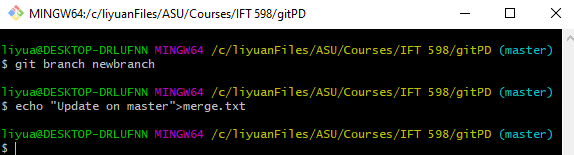 MINGW64:/c/liyuanFiles/ASU/Courses/IFT 598/gitPD
liyua@DESKTOP-DRLUFNN MINGW64 /c/liyuanFiles/ASU/Courses/IFT 598/gitPD (master)
$ git branch newbranch
liyua@DESKTOP-DRLUFNN MINGW64 /c/liyuanFiles/ASU/Courses/IFT 598/gitPD (master)
$ echo "Update on master">merge.txt
liyua@DESKTOP-DRLUFNN MINGW64 /c/liyuanFiles/ASU/Courses/IFT 598/gitPD (master)
$